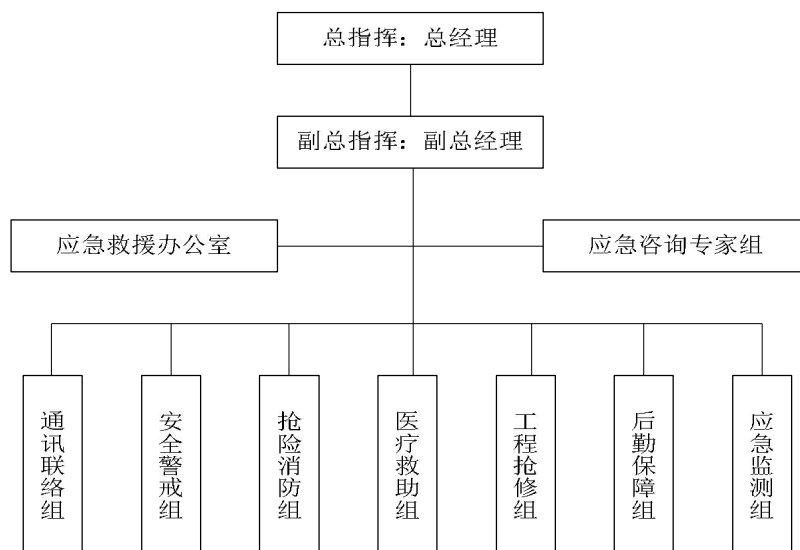 总指挥：总经理
副总指挥：副总经理
应急救援办公室
应急咨询专家组
通讯联络组
安全警戒组
抢险消防组
医疗救助组
工程抢修组
后勤保障组
应急监测组